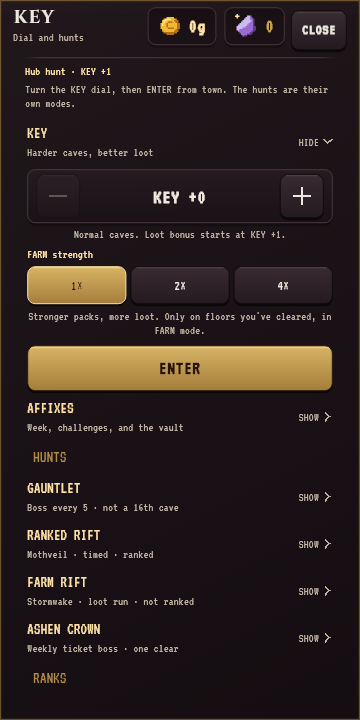 KEY
Dial and hunts
0g
0
CLOSE
Hub hunt · KEY +1
Turn the KEY dial, then ENTER from town. The hunts are their
own modes.
KEY
Harder caves, better loot
HIDE
KEY +0
Normal caves. Loot bonus starts at KEY +1.
FARM strength
1X
2X
4X
Stronger packs, more loot. Only on floors you've cleared, in
FARM mode.
ENTER
AFFIXES
Week, challenges, and the vault
SHOW
HUNTS
GAUNTLET
Boss every 5 · not a 16th cave
SHOW
RANKED RIFT
Mothveil · timed · ranked
SHOW
FARM RIFT
Stormwake · loot run · not ranked
SHOW
ASHEN CROWN
Weekly ticket boss · one clear
SHOW
RANKS